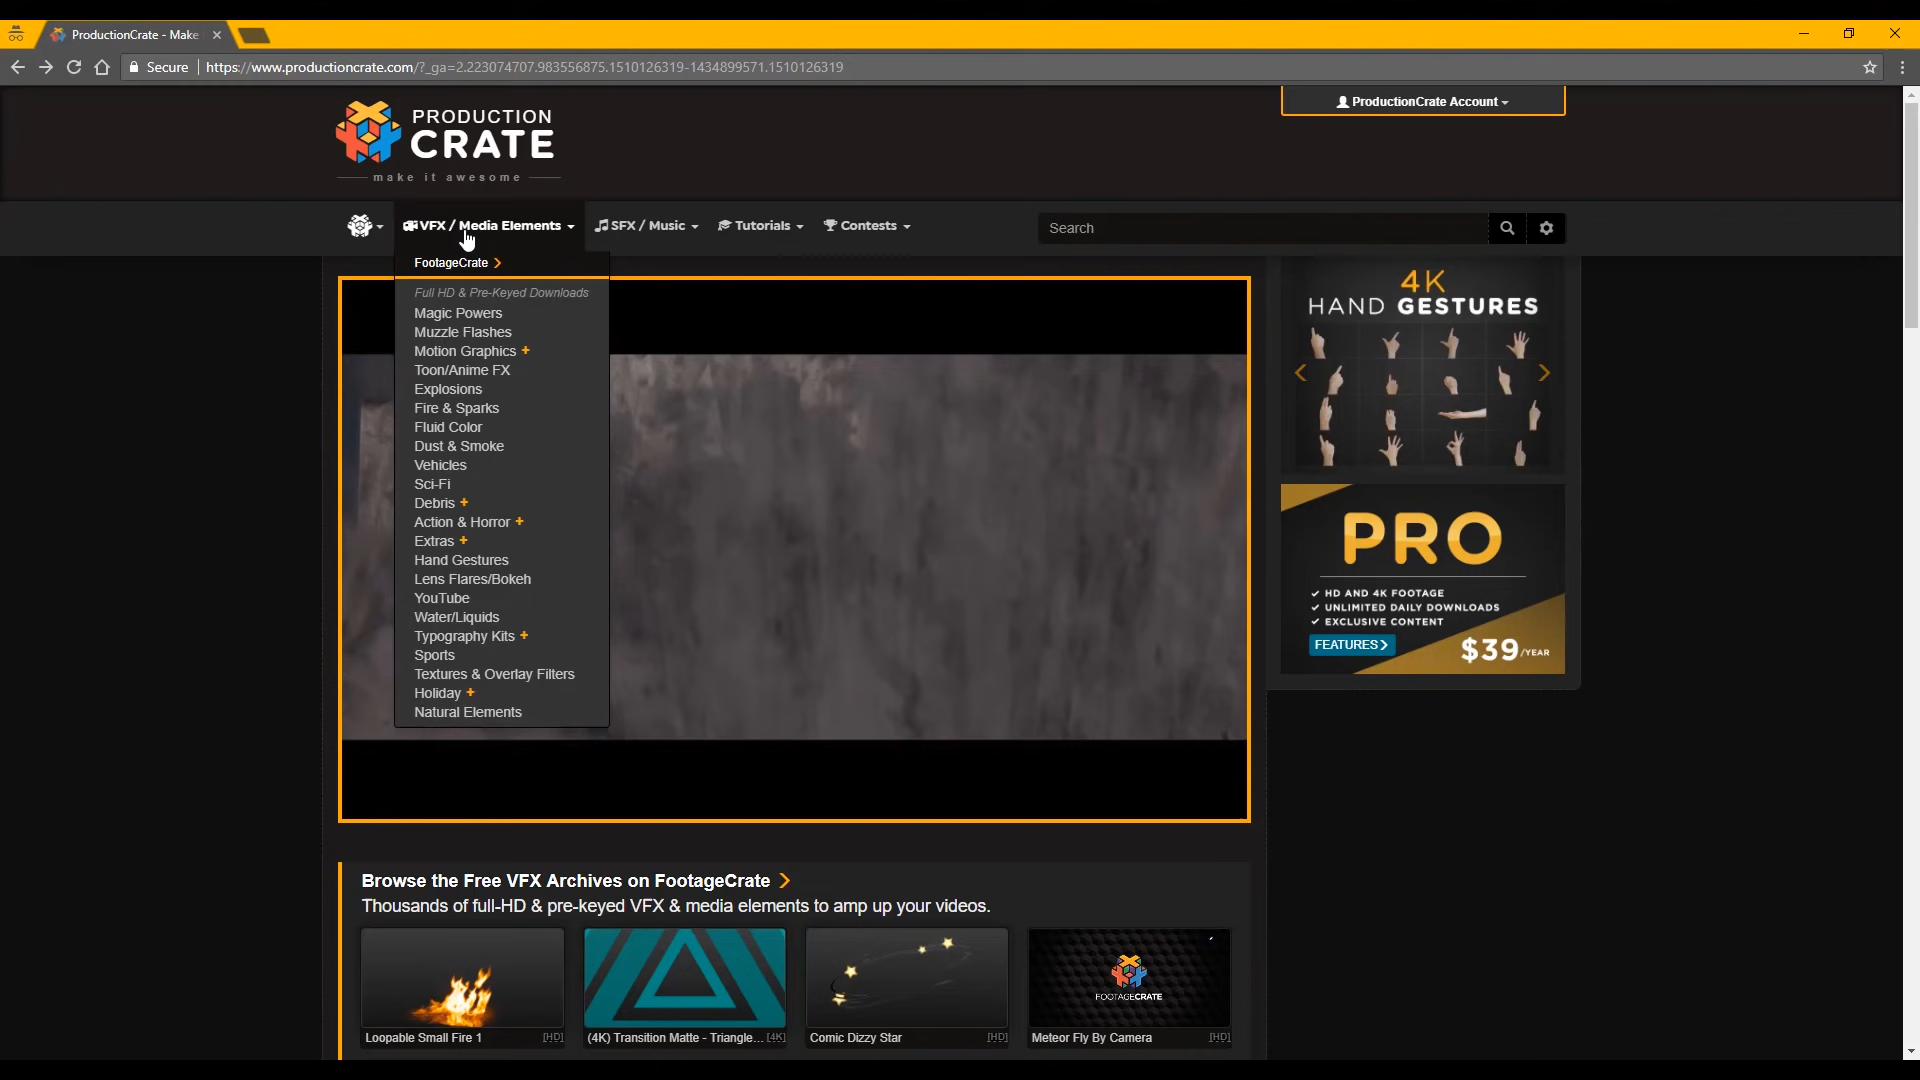 ProductionCrate - Make
Secure
https://www.productioncrate.com/?_ga=2.223074707.983556875.1510126319-1434899571.1510126319
PRODUCTION
CRATE
make it awesome
ProductionCrate Account
VFX / Media Elements
SFX / Music
Tutorials
Contests
Search
FootageCrate
Full HD & Pre-Keyed Downloads
Magic Powers
Muzzle Flashes
Motion Graphics +
Toon/Anime FX
Explosions
Fire & Sparks
Fluid Color
Dust & Smoke
Vehicles
Sci-Fi
Debris +
Action & Horror +
Extras +
Hand Gestures
Lens Flares/Bokeh
YouTube
Water/Liquids
Typography Kits +
Sports
Textures & Overlay Filters
Holiday +
Natural Elements
4K
HAND GESTURES
PRO
HD AND 4K FOOTAGE
UNLIMITED DAILY DOWNLOADS
EXCLUSIVE CONTENT
FEATURES
$39/YEAR
Browse the Free VFX Archives on FootageCrate
Thousands of full-HD & pre-keyed VFX & media elements to amp up your videos.
FOOTAGECRATE
Loopable Small Fire 1 [HD]
(4K) Transition Matte - Triangle... [4K]
Comic Dizzy Star [HD]
Meteor Fly By Camera [HD]